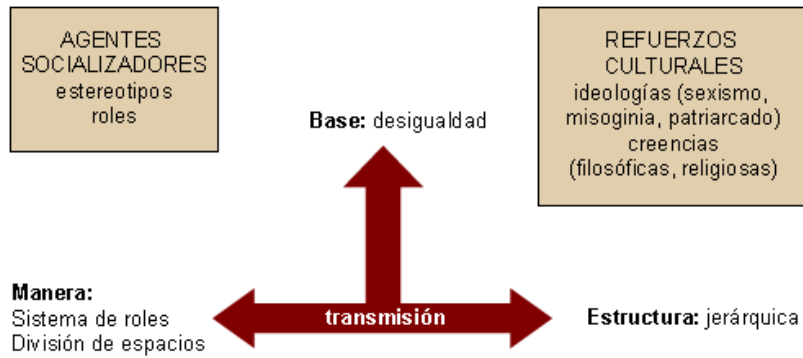 AGENTES
SOCIALIZADORES
estereotipos
roles
REFUERZOS
CULTURALES
ideologías (sexismo,
misoginia, patriarcado)
creencias
(filosóficas, religiosas)
Base: desigualdad
Manera:
Sistema de roles
División de espacios
transmisión
Estructura: jerárquica